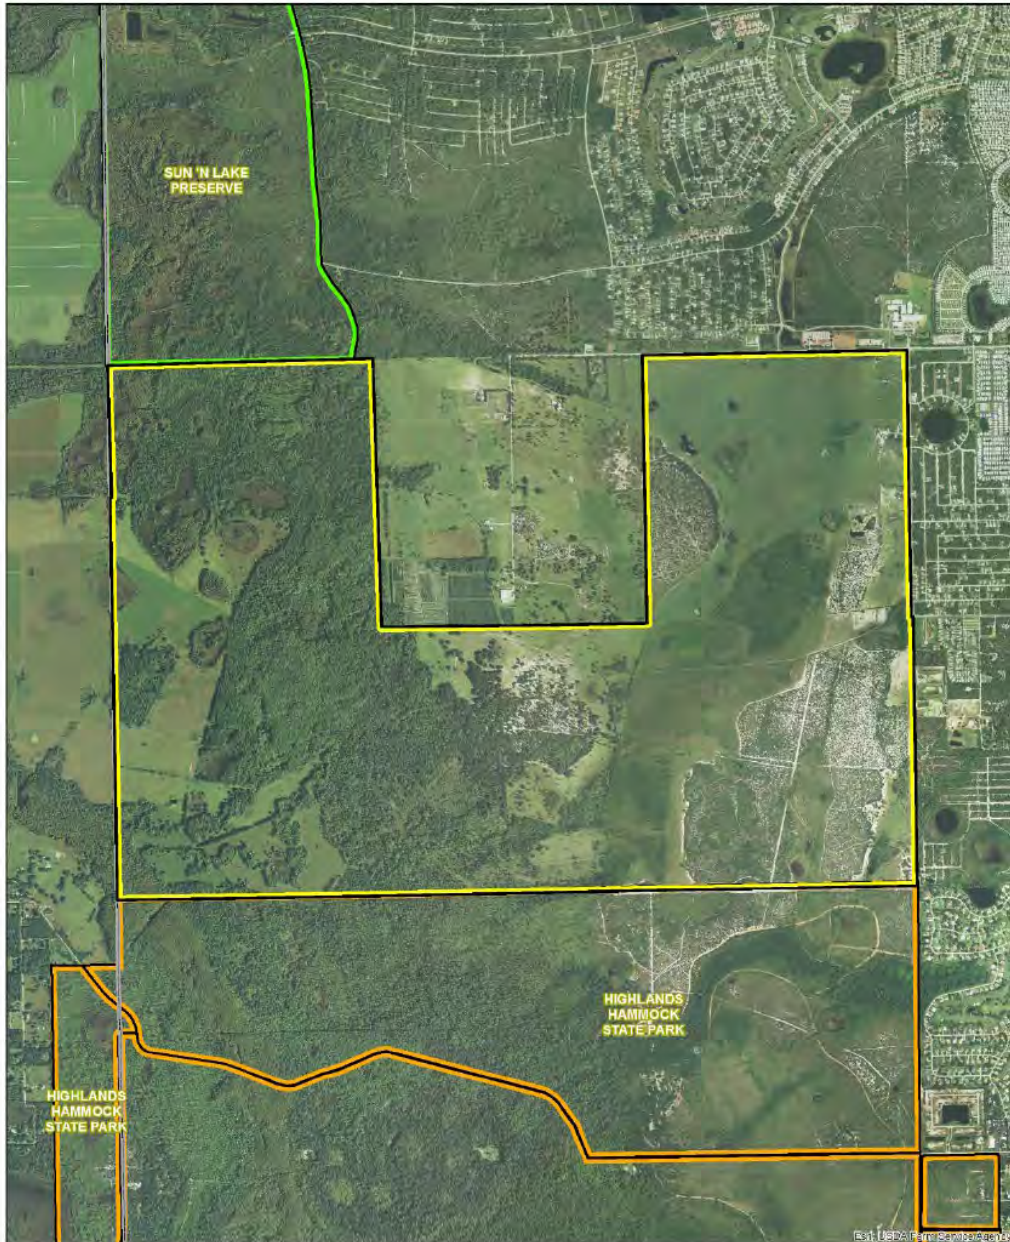 SUN 'N LAKE
PRESERVE
HIGHLANDS
HAMMOCK
STATE PARK
HIGHLANDS
HAMMOCK
STATE PARK
Esri, USDA Farm Service Agency